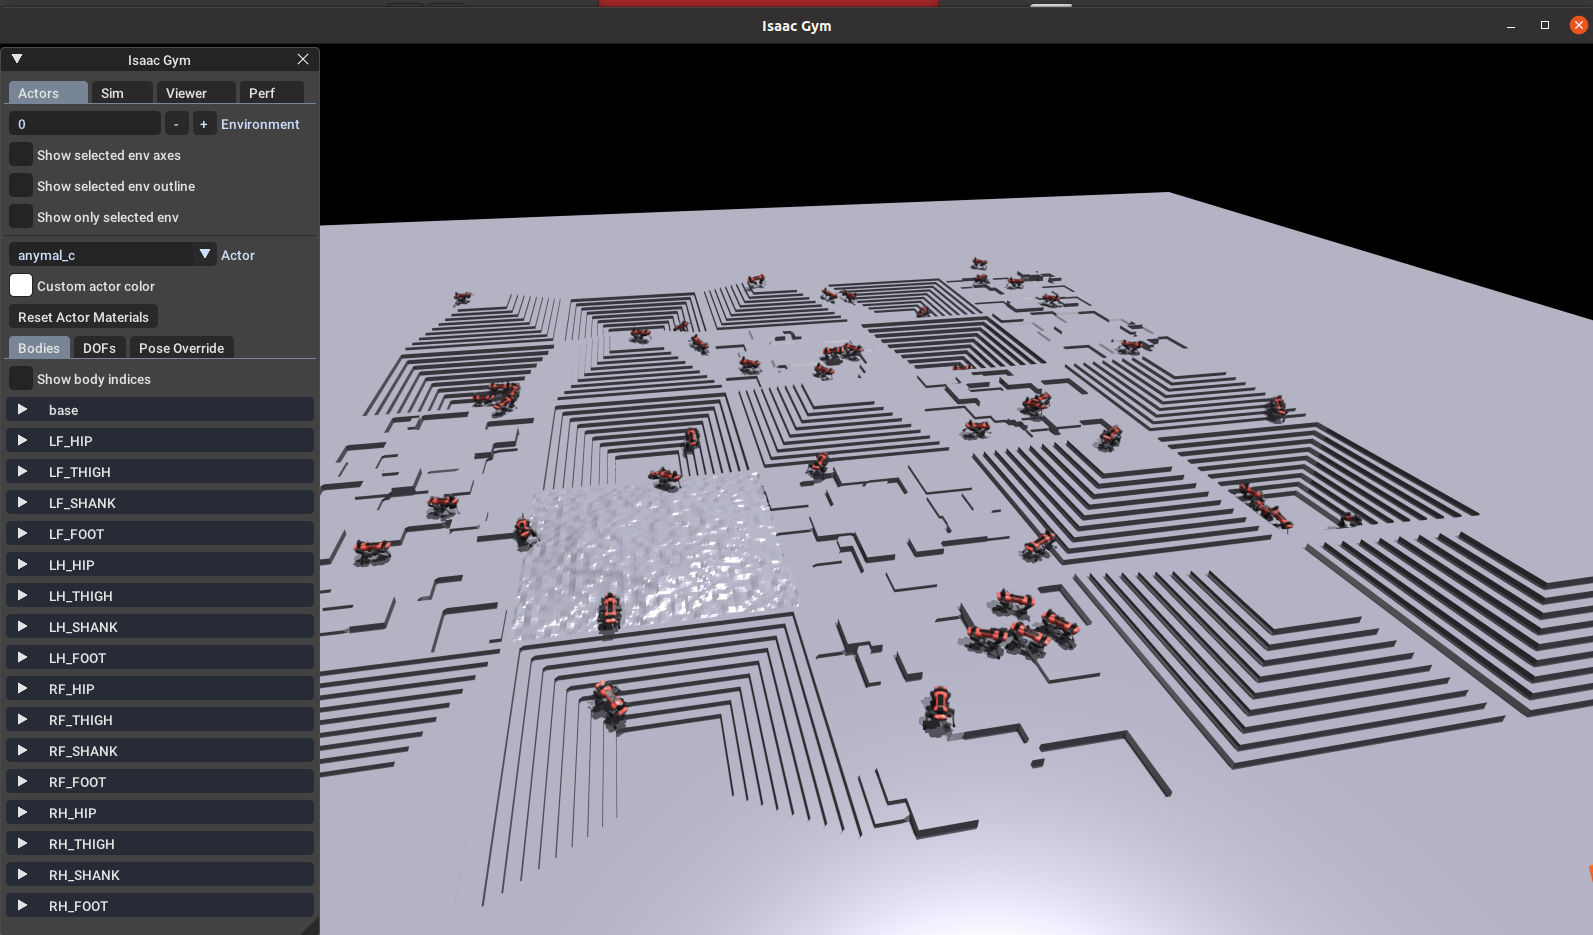 Isaac Gym
Isaac Gym
Actors Sim Viewer Perf
0 - + Environment
Show selected env axes
Show selected env outline
Show only selected env
anymal_c Actor
Custom actor color
Reset Actor Materials
Bodies DOFs Pose Override
Show body indices
base
LF_HIP
LF_THIGH
LF_SHANK
LF_FOOT
LH_HIP
LH_THIGH
LH_SHANK
LH_FOOT
RF_HIP
RF_THIGH
RF_SHANK
RF_FOOT
RH_HIP
RH_THIGH
RH_SHANK
RH_FOOT